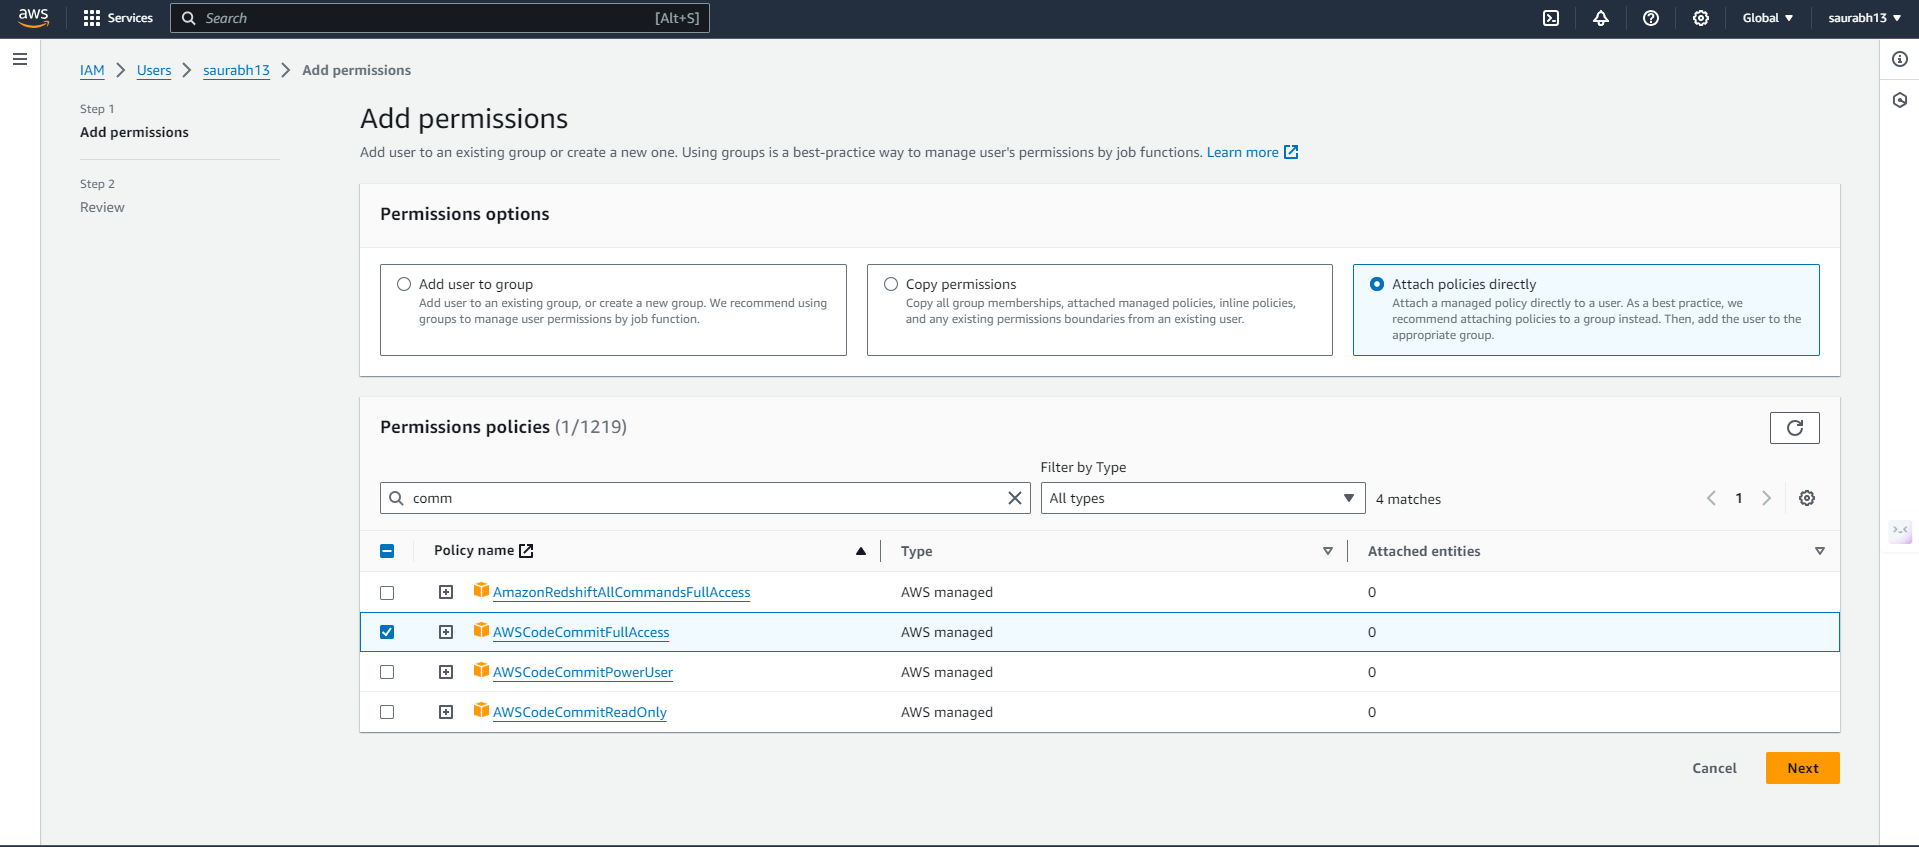 aws
Services
Search
[Alt+S]
Global
saurabh13
IAM
Users
saurabh13
Add permissions
Step 1
Add permissions
Step 2
Review
Add permissions
Add user to an existing group or create a new one. Using groups is a best-practice way to manage user's permissions by job functions. Learn more
Permissions options
Add user to group
Add user to an existing group, or create a new group. We recommend using
groups to manage user permissions by job function.
Copy permissions
Copy all group memberships, attached managed policies, inline policies,
and any existing permissions boundaries from an existing user.
Attach policies directly
Attach a managed policy directly to a user. As a best practice, we
recommend attaching policies to a group instead. Then, add the user to the
appropriate group.
Permissions policies (1/1219)
Filter by Type
comm
All types
4 matches
1
Policy name
Type
Attached entities
AmazonRedshiftAllCommandsFullAccess
AWS managed
0
AWSCodeCommitFullAccess
AWS managed
0
AWSCodeCommitPowerUser
AWS managed
0
AWSCodeCommitReadOnly
AWS managed
0
Cancel
Next